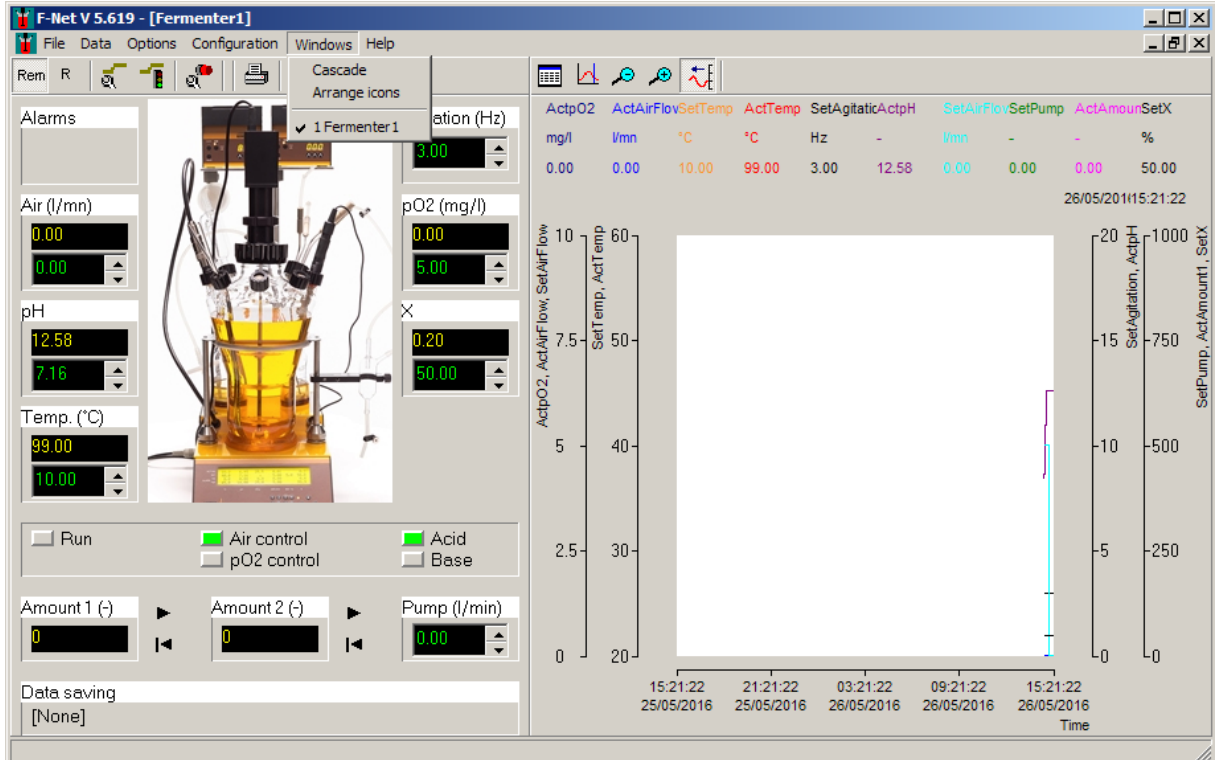 F-Net V 5.619 - [Fermenter1]
File Data Options Configuration Windows Help
Rem R
Cascade
Arrange icons
1 Fermenter1
Alarms
ation (Hz)
3.00
Air (l/mn)
0.00
0.00
pO2 (mg/l)
0.00
5.00
pH
12.58
7.16
X
0.20
50.00
Temp. (°C)
99.00
10.00
Run
Air control
Acid
pO2 control
Base
Amount 1 (-)
0
Amount 2 (-)
0
Pump (l/min)
0.00
Data saving
[None]
ActpO2 ActAirFlov SetTemp ActTemp SetAgitatic ActpH SetAirFlov SetPump ActAmoun SetX
mg/l l/mn °C °C Hz - l/mn - - %
0.00 0.00 10.00 99.00 3.00 12.58 0.00 0.00 0.00 50.00
26/05/201 15:21:22
ActpO2, ActAirFlow, SetAirFlow
10
7.5
5
2.5
0
SetTemp, ActTemp
60
50
40
30
20
20
15
10
5
0
SetAgitation, ActpH
1000
750
500
250
0
SetPump, ActAmount1, SetX
15:21:22 21:21:22 03:21:22 09:21:22 15:21:22
25/05/2016 25/05/2016 26/05/2016 26/05/2016 26/05/2016
Time